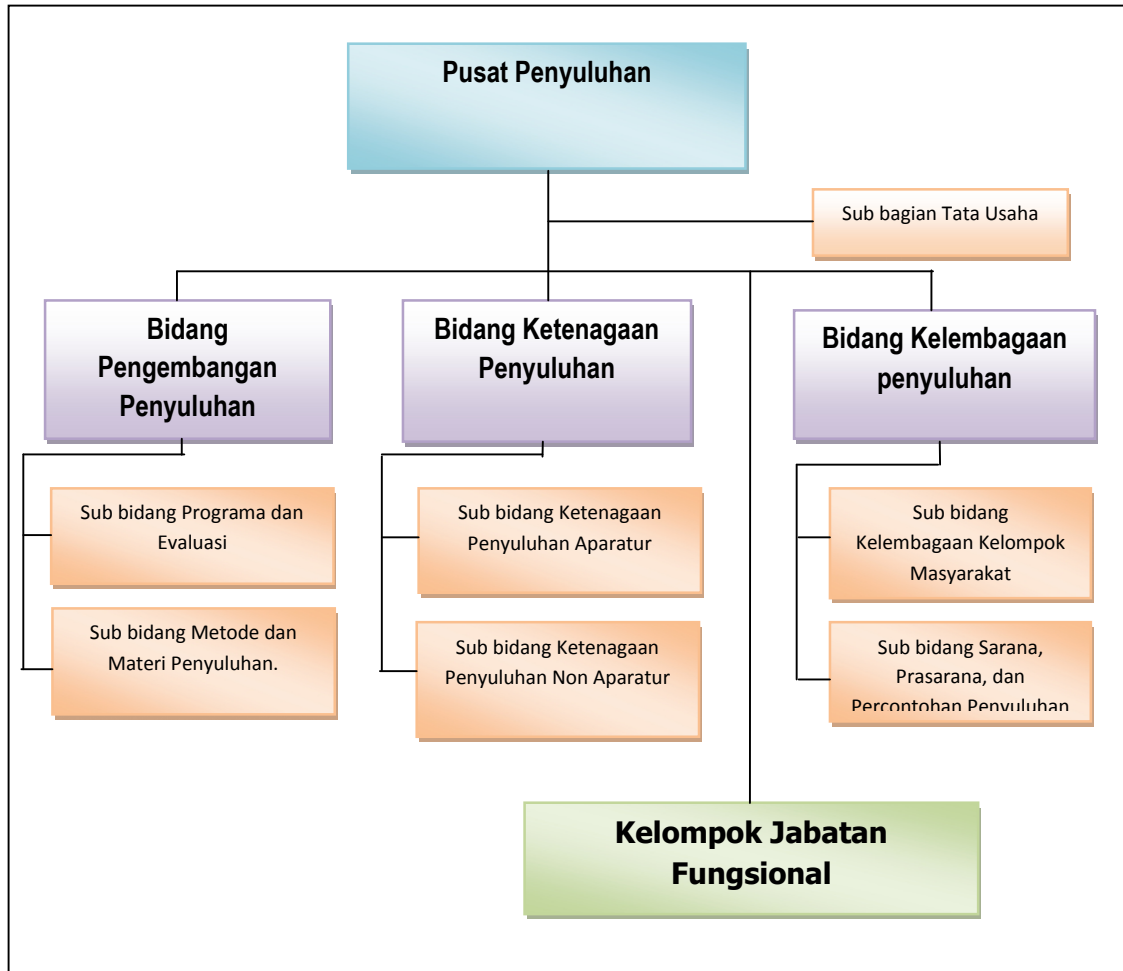 Pusat Penyuluhan
Sub bagian Tata Usaha
Bidang
Pengembangan
Penyuluhan
Bidang Ketenagaan
Penyuluhan
Bidang Kelembagaan
penyuluhan
Sub bidang Programa dan
Evaluasi
Sub bidang Ketenagaan
Penyuluhan Aparatur
Sub bidang
Kelembagaan Kelompok
Masyarakat
Sub bidang Metode dan
Materi Penyuluhan.
Sub bidang Ketenagaan
Penyuluhan Non Aparatur
Sub bidang Sarana,
Prasarana, dan
Percontohan Penyuluhan
Kelompok Jabatan
Fungsional